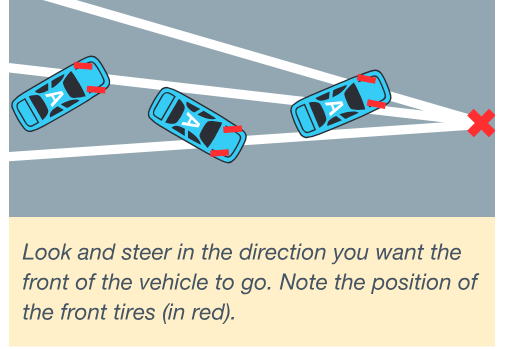 A
A
A
Look and steer in the direction you want the
front of the vehicle to go. Note the position of
the front tires (in red).